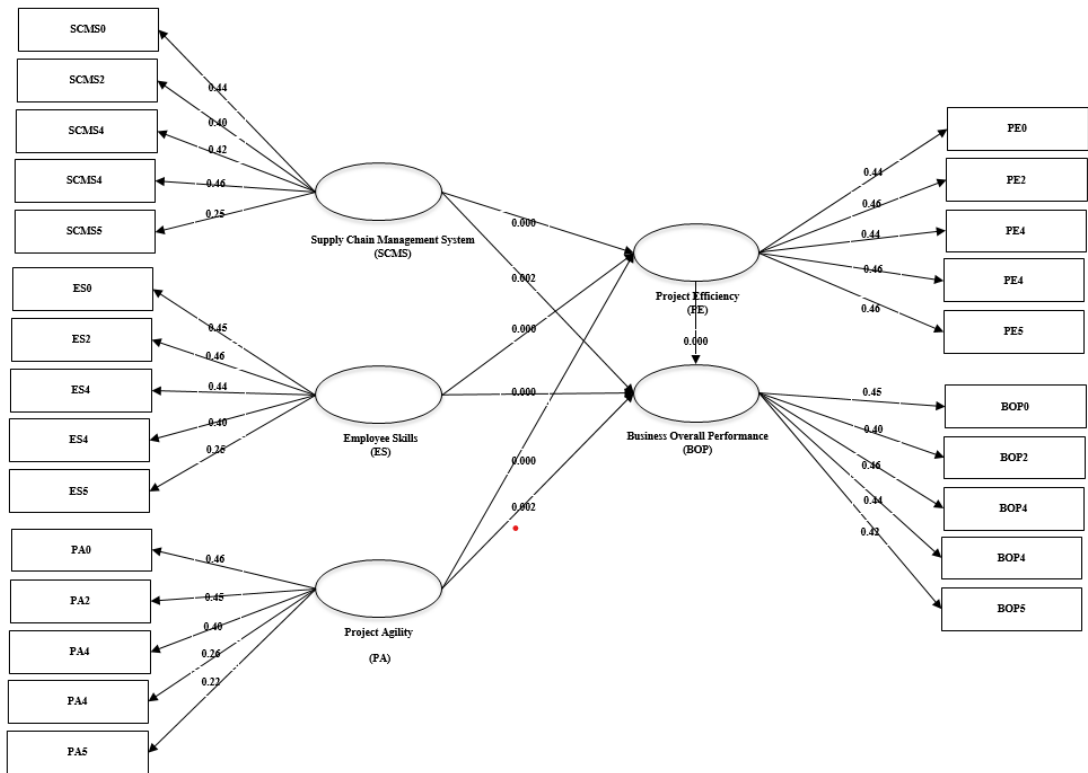 SCMS0
SCMS2
SCMS4
SCMS4
SCMS5
0.44
0.40
0.42
0.46
0.25
Supply Chain Management System
(SCMS)
ES0
ES2
ES4
ES4
ES5
0.45
0.46
0.44
0.40
0.25
Employee Skills
(ES)
PA0
PA2
PA4
PA4
PA5
0.46
0.45
0.40
0.26
0.22
Project Agility
(PA)
0.000
0.002
0.000
0.000
0.000
0.002
Project Efficiency
(PE)
0.000
Business Overall Performance
(BOP)
0.44
0.46
0.44
0.46
0.46
PE0
PE2
PE4
PE4
PE5
0.45
0.40
0.46
0.44
0.42
BOP0
BOP2
BOP4
BOP4
BOP5